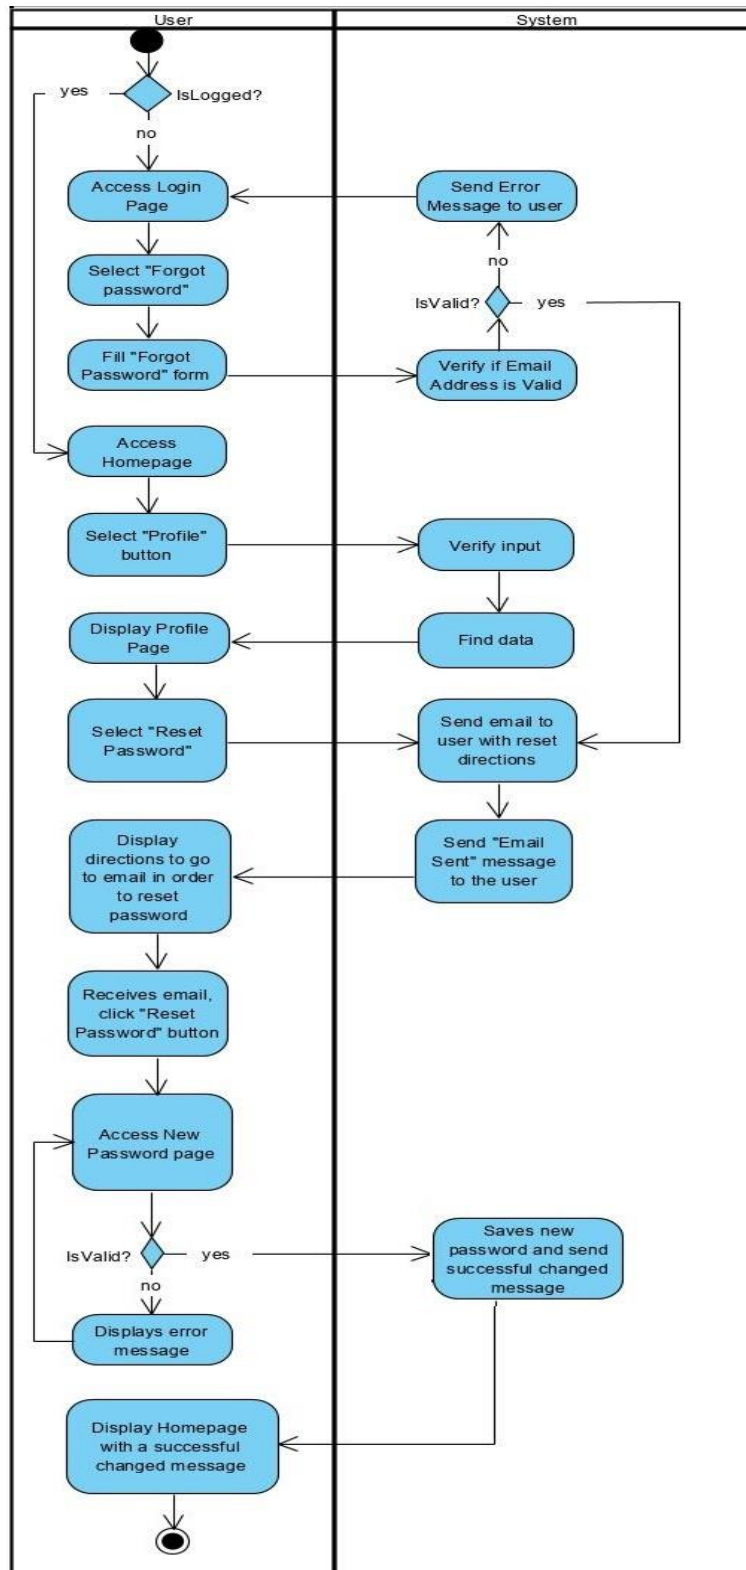 User
System
yes
IsLogged?
no
Access Login
Page
Send Error
Message to user
Select "Forgot
password"
no
IsValid?
yes
Fill "Forgot
Password" form
Verify if Email
Address is Valid
Access
Homepage
Select "Profile"
button
Verify input
Display Profile
Page
Find data
Select "Reset
Password"
Send email to
user with reset
directions
Display
directions to go
to email in order
to reset
password
Send "Email
Sent" message
to the user
Receives email,
click "Reset
Password" button
Access New
Password page
IsValid?
yes
Saves new
password and send
successful changed
message
no
Displays error
message
Display Homepage
with a successful
changed message